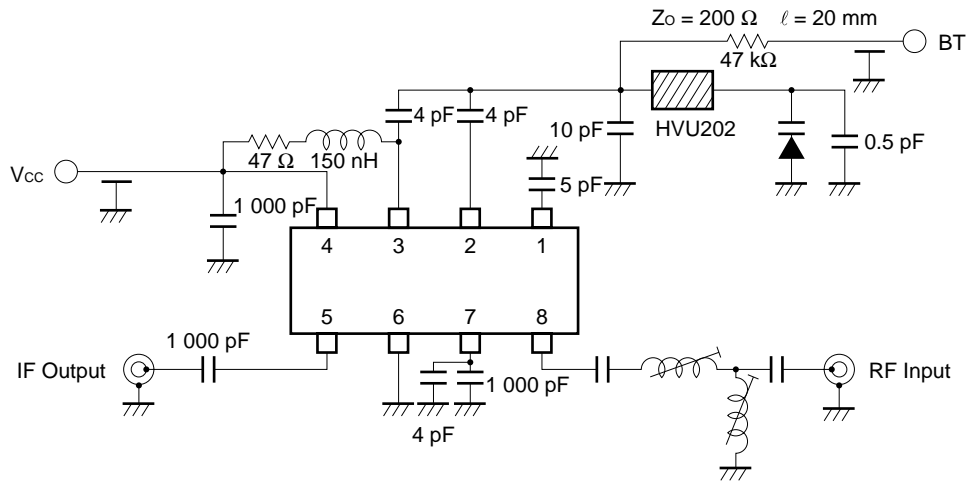 Zo = 200 Ω ℓ = 20 mm
BT
47 kΩ
4 pF
4 pF
10 pF
HVU202
0.5 pF
47 Ω
150 nH
Vcc
5 pF
1 000 pF
4
3
2
1
5
6
7
8
1 000 pF
IF Output
1 000 pF
RF Input
4 pF